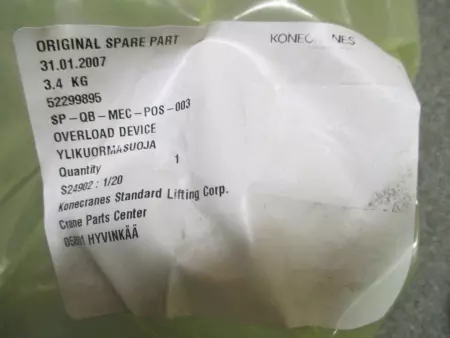 ORIGINAL SPARE PART
KONECRANES
31.01.2007
3.4 KG
52299895
SP-QB-MEC-POS-003
OVERLOAD DEVICE
YLIKUORMASUOJA
Quantity 1
S24902: 1/20
Konecranes Standard Lifting Corp.
Crane Parts Center
05801 HYVINKÄÄ